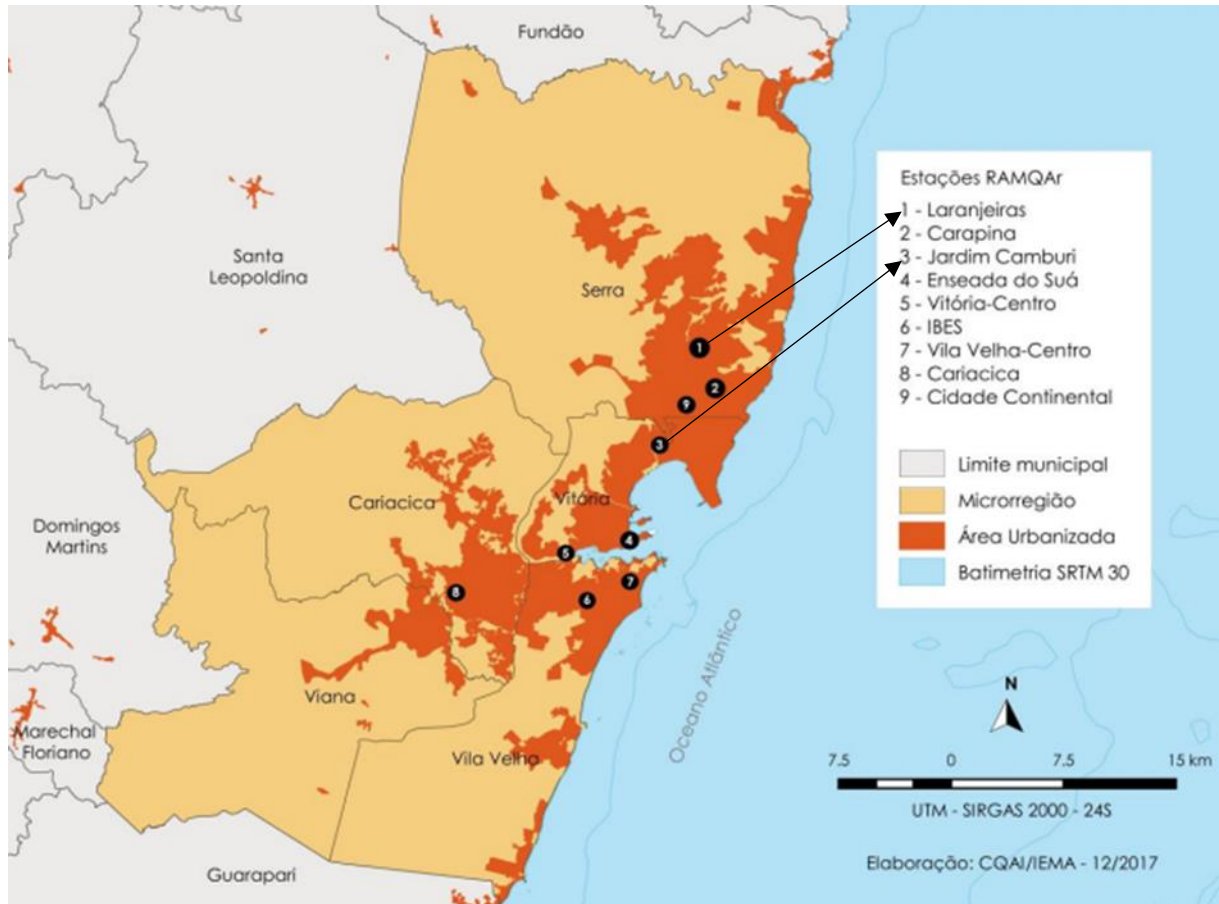 Fundão
Santa
Leopoldina
Serra
Estações RAMQAr
1 - Laranjeiras
2 - Carapina
3 - Jardim Camburi
4 - Enseada do Suá
5 - Vitória-Centro
6 - IBES
7 - Vila Velha-Centro
8 - Cariacica
9 - Cidade Continental
Limite municipal
Microrregião
Área Urbanizada
Batimetria SRTM 30
1
2
9
3
Cariacica
Vitória
Domingos
Martins
4
5
7
8
6
Viana
Marechal
Floriano
Vila Velha
Oceano Atlântico
Guarapari
N
7.5 0 7.5 15 km
UTM - SIRGAS 2000 - 24S
Elaboração: CQAI/IEMA - 12/2017